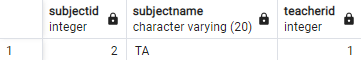 subjectid subjectname teacherid
integer character varying (20) integer
1 2 TA 1